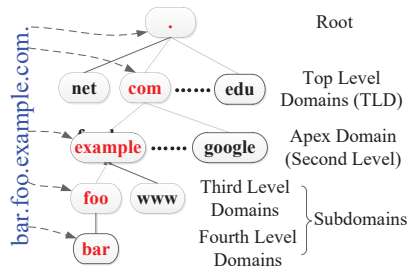 bar.foo.example.com.
.
Root
net
com
......
edu
Top Level
Domains (TLD)
example
......
google
Apex Domain
(Second Level)
foo
www
Third Level
Domains
Subdomains
bar
Fourth Level
Domains